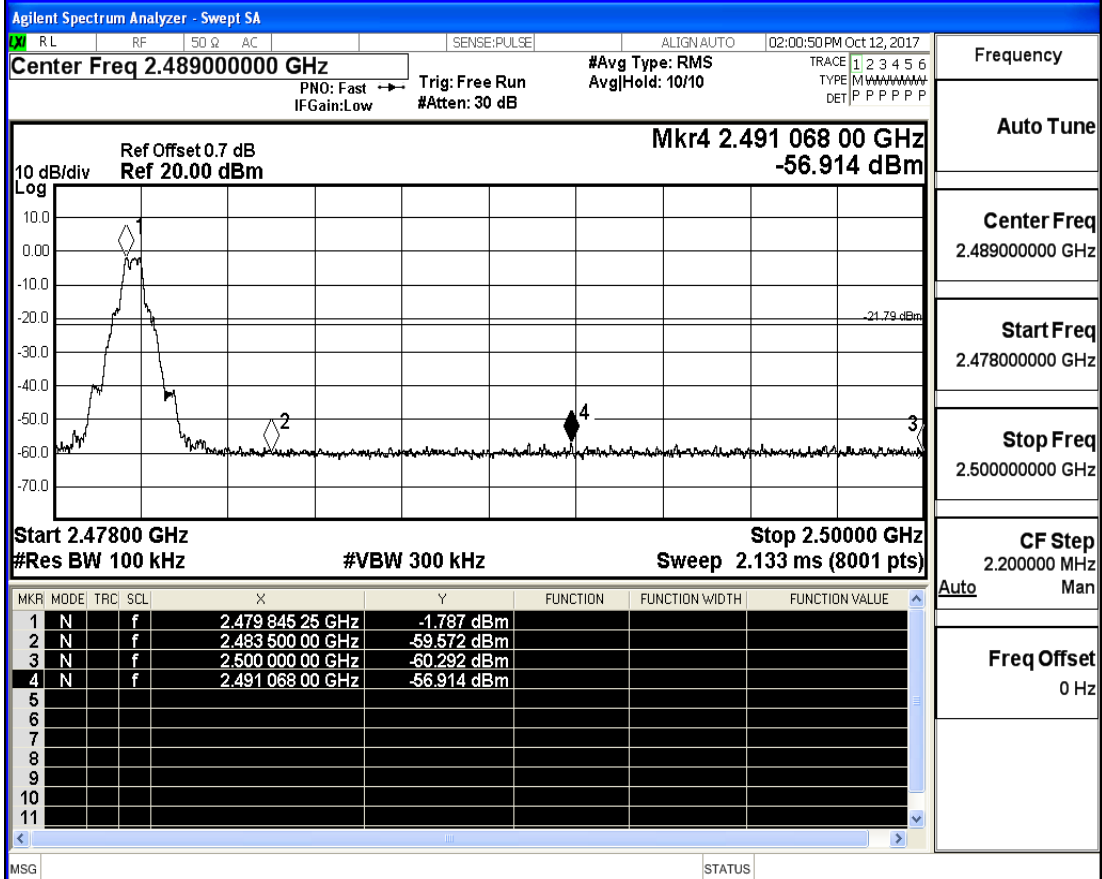 Agilent Spectrum Analyzer - Swept SA
LXI RL RF 50 Ω AC SENSE:PULSE ALIGN AUTO 02:00:50 PM Oct 12, 2017
Center Freq 2.489000000 GHz
PNO: Fast
IFGain:Low
Trig: Free Run
#Atten: 30 dB
#Avg Type: RMS
Avg|Hold: 10/10
TRACE 1 2 3 4 5 6
TYPE M WWWWW
DET P P P P P P
Ref Offset 0.7 dB
10 dB/div Ref 20.00 dBm
Log
Mkr4 2.491 068 00 GHz
-56.914 dBm
10.0
0.00
-10.0
-20.0
-30.0
-40.0
-50.0
-60.0
-70.0
1
-21.79 dBm
2
4
3
Start 2.47800 GHz Stop 2.50000 GHz
#Res BW 100 kHz #VBW 300 kHz Sweep 2.133 ms (8001 pts)
MKR MODE TRC SCL X Y FUNCTION FUNCTION WIDTH FUNCTION VALUE
1 N f 2.479 845 25 GHz -1.787 dBm
2 N f 2.483 500 00 GHz -59.572 dBm
3 N f 2.500 000 00 GHz -60.292 dBm
4 N f 2.491 068 00 GHz -56.914 dBm
5
6
7
8
9
10
11
MSG STATUS
Frequency
Auto Tune
Center Freq
2.489000000 GHz
Start Freq
2.478000000 GHz
Stop Freq
2.500000000 GHz
CF Step
2.200000 MHz
Auto Man
Freq Offset
0 Hz